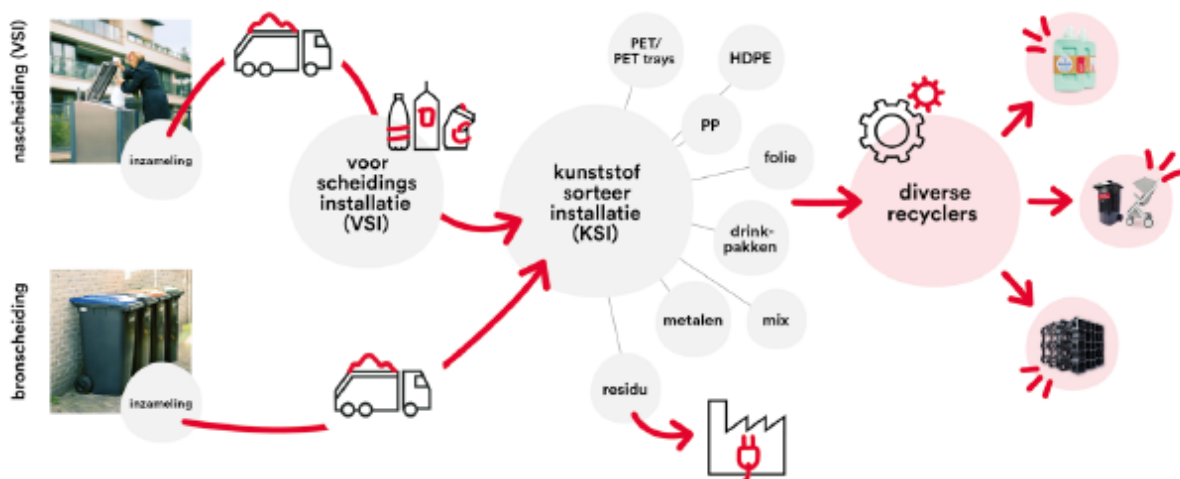 nascheiding (VSI)
inzameling
voor
scheidings
installatie
(VSI)
bronscheiding
inzameling
kunststof
sorteer
installatie
(KSI)
PET/
PET trays
HDPE
PP
folie
drink-
pakken
mix
metalen
residu
diverse
recyclers